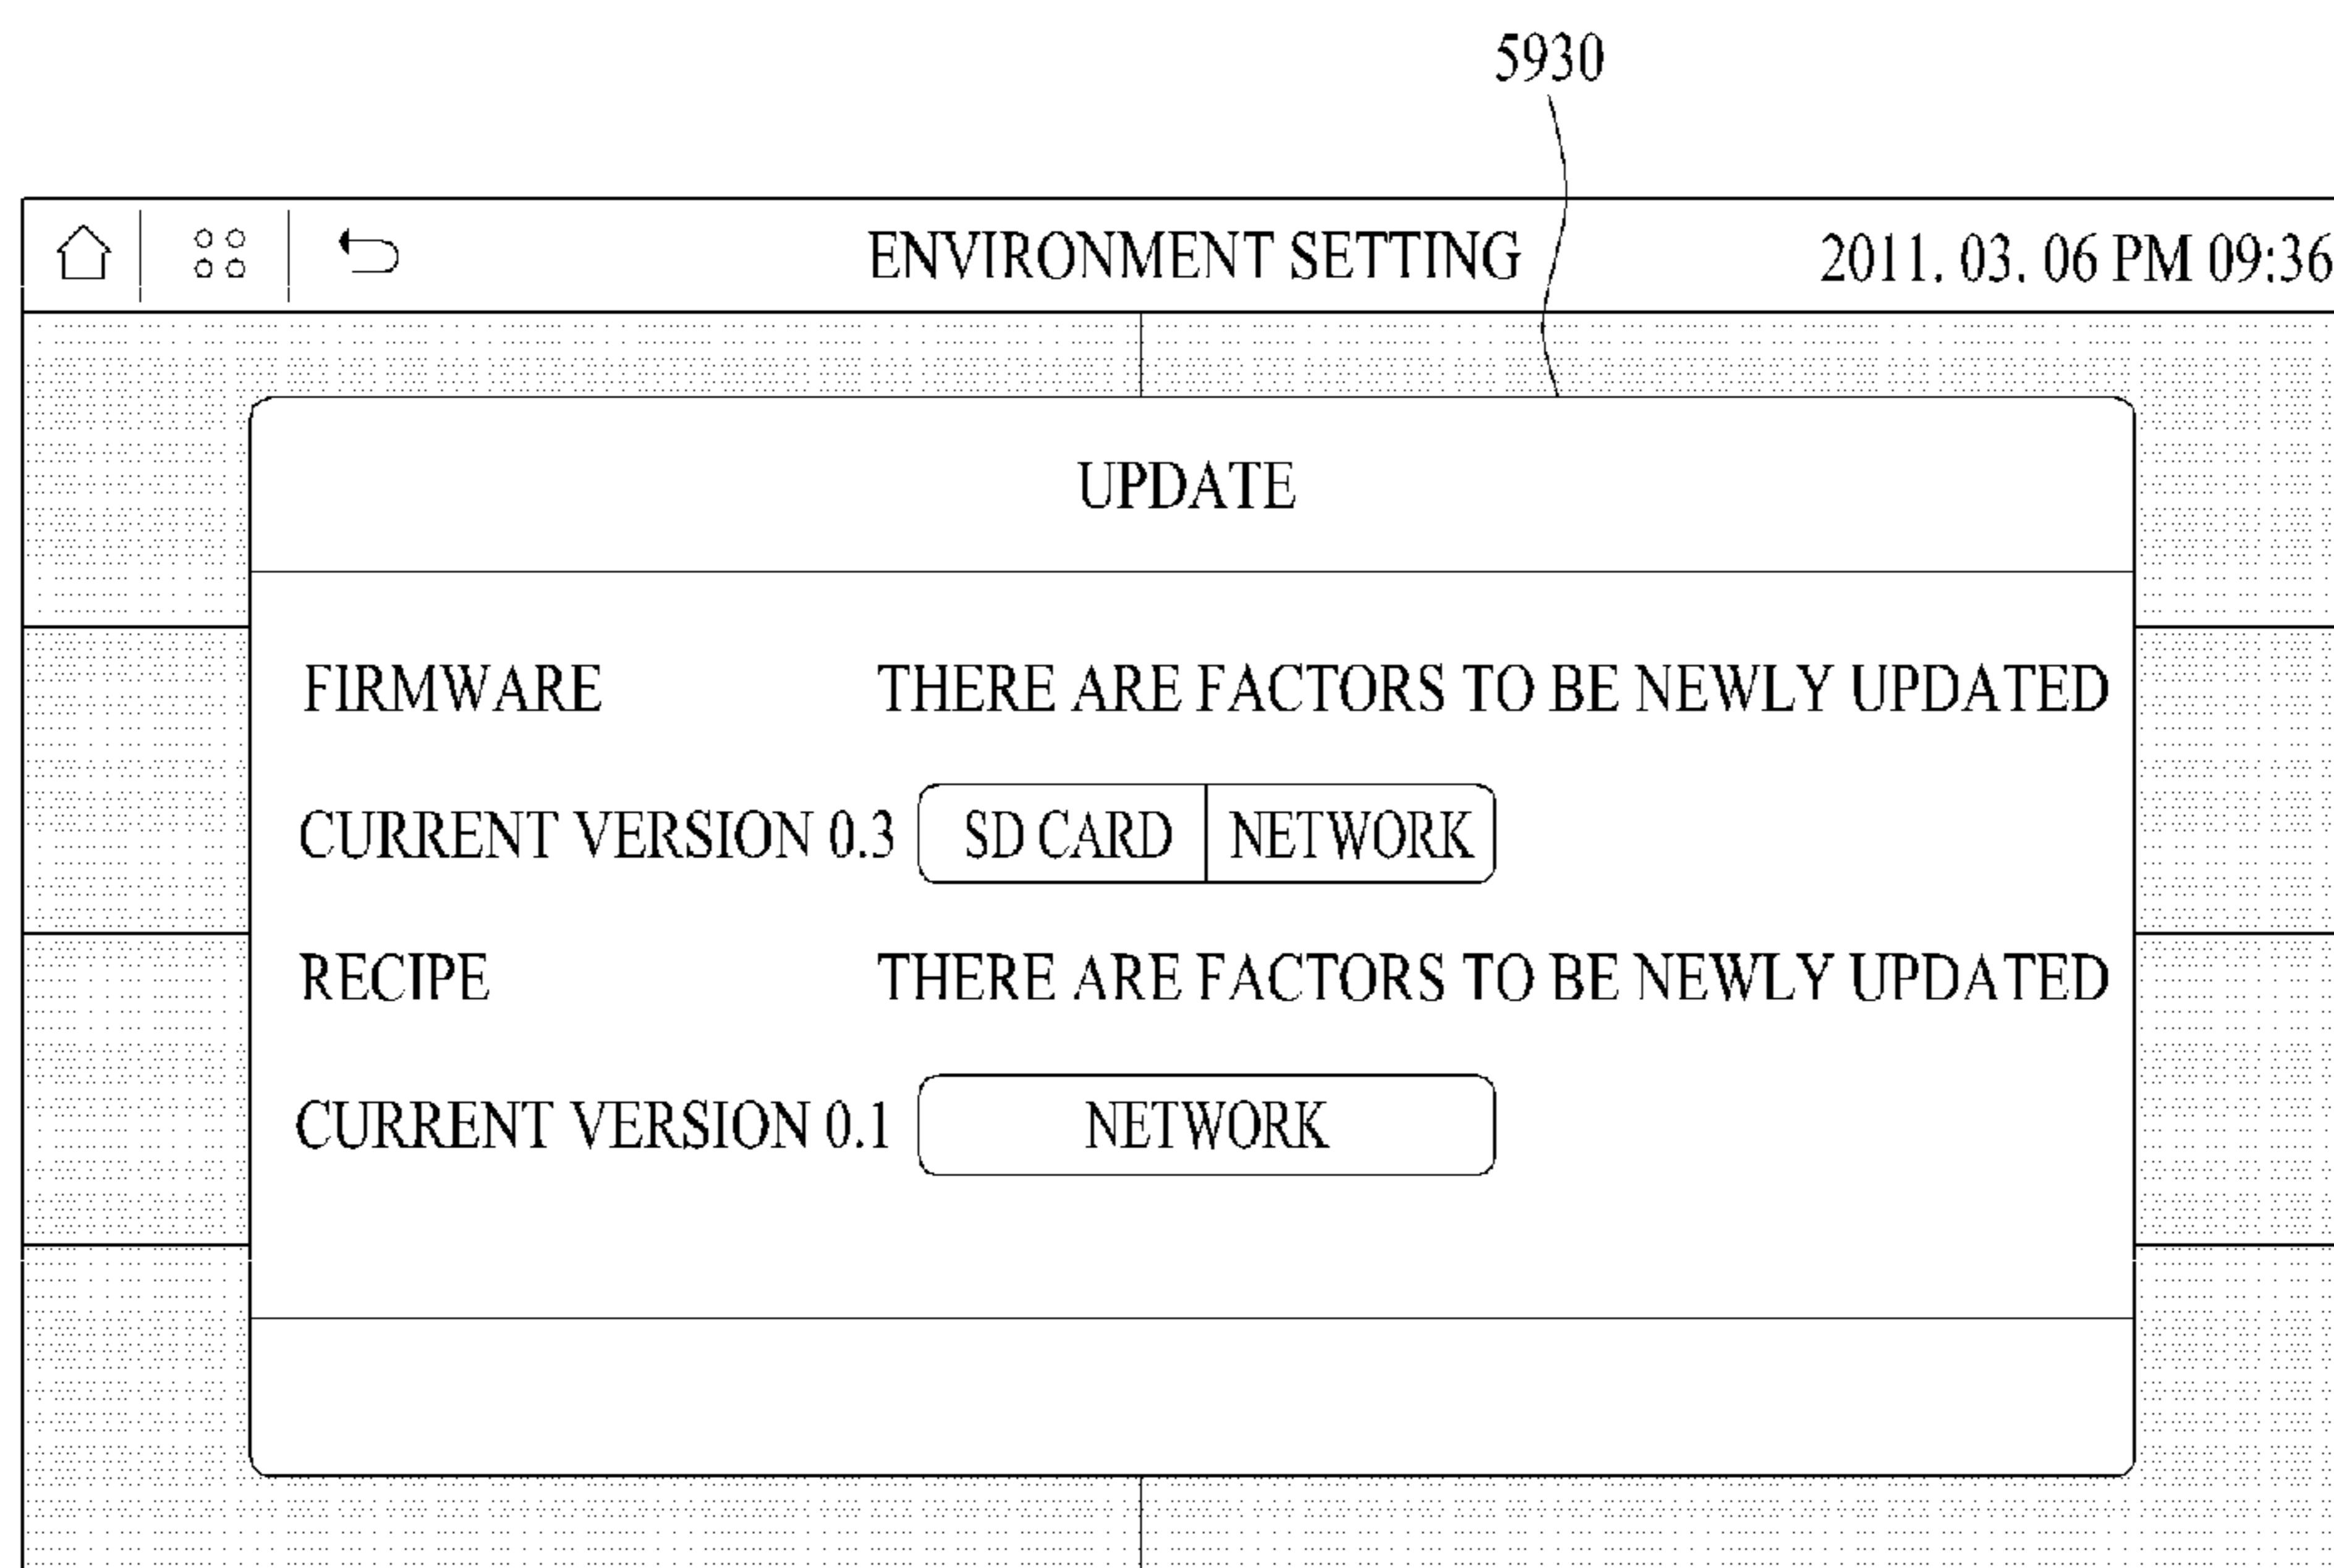 5930
ENVIRONMENT SETTING 2011. 03. 06 PM 09:36
UPDATE
FIRMWARE THERE ARE FACTORS TO BE NEWLY UPDATED
CURRENT VERSION 0.3 SD CARD NETWORK
RECIPE THERE ARE FACTORS TO BE NEWLY UPDATED
CURRENT VERSION 0.1 NETWORK